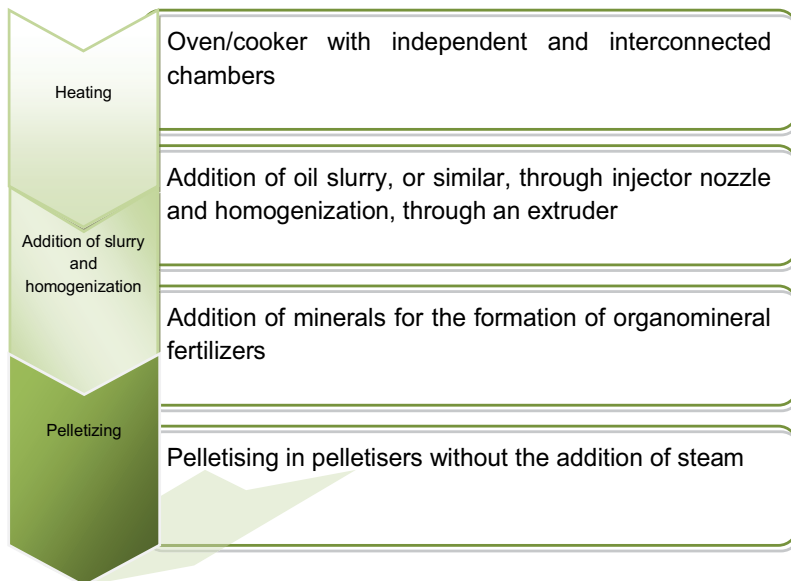 Heating
Oven/cooker with independent and interconnected
chambers
Addition of slurry
and
homogenization
Addition of oil slurry, or similar, through injector nozzle
and homogenization, through an extruder
Addition of minerals for the formation of organomineral
fertilizers
Pelletizing
Pelletising in pelletisers without the addition of steam